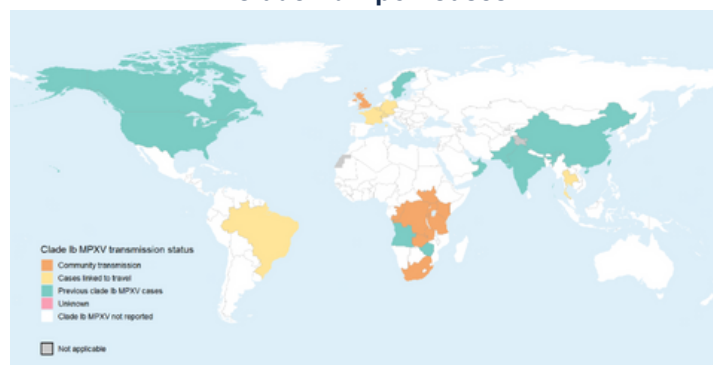 Clade Ib MPXV transmission status
Community transmission
Cases linked to travel
Previous clade Ib MPXV cases
Unknown
Clade Ib MPXV not reported
Not applicable